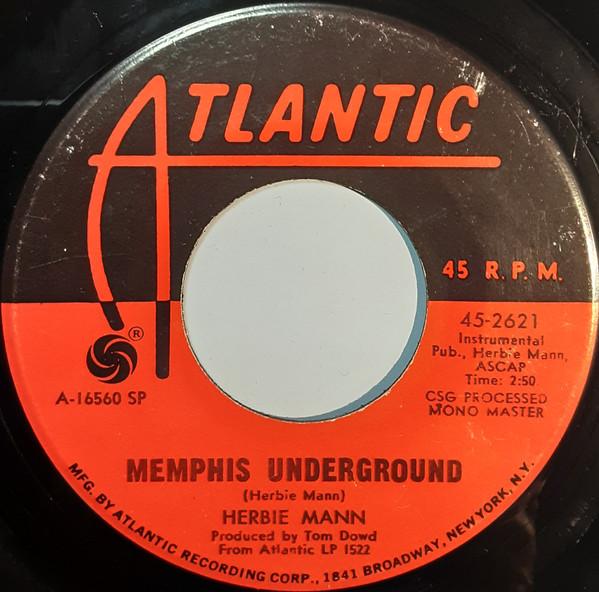 ATLANTIC
45 R.P.M.
®
A-16560 SP
45-2621
Instrumental
Pub., Herbie Mann,
ASCAP
Time: 2:50
CSG PROCESSED
MONO MASTER
MEMPHIS UNDERGROUND
(Herbie Mann)
HERBIE MANN
Produced by Tom Dowd
From Atlantic LP 1522
MFG. BY ATLANTIC RECORDING CORP., 1841 BROADWAY, NEW YORK, N.Y.